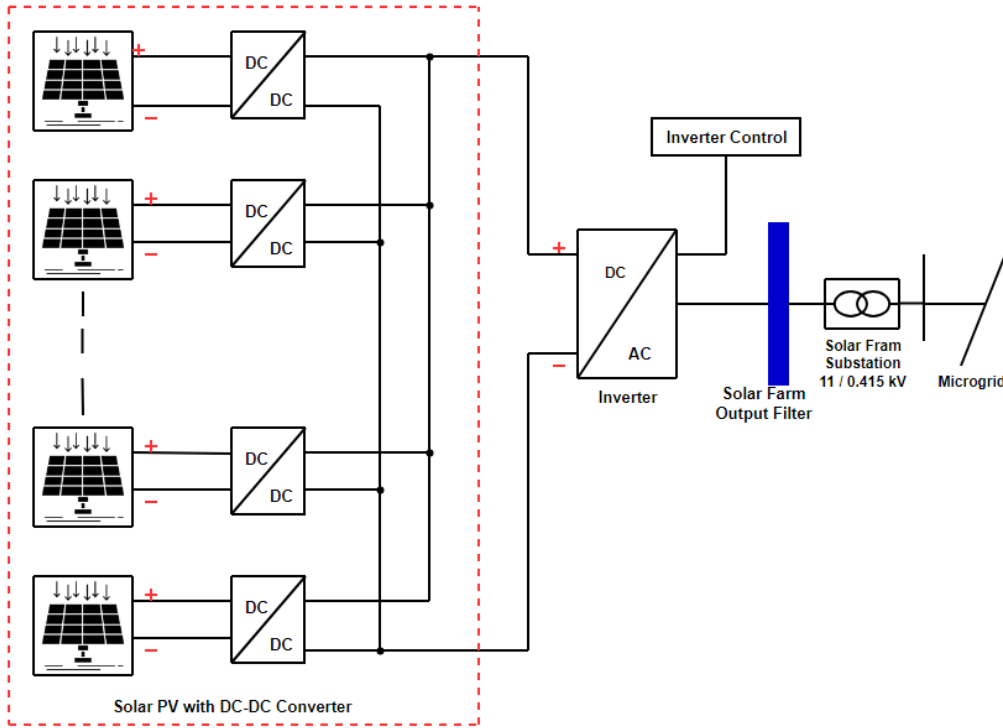 +
DC
DC
−
+
DC
DC
−
+
DC
DC
−
+
DC
DC
−
Solar PV with DC-DC Converter
Inverter Control
+
DC
AC
−
Inverter
Solar Farm
Output Filter
Solar Fram
Substation
11 / 0.415 kV
Microgrid